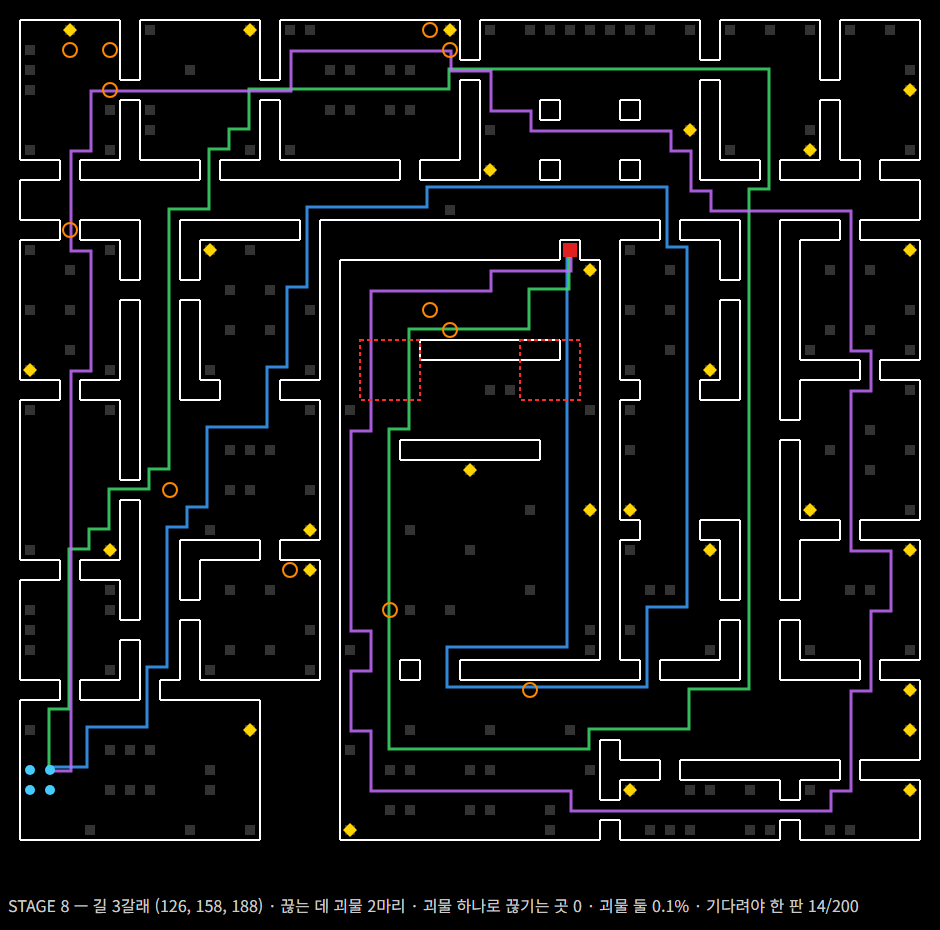 STAGE 8 — 길 3갈래 (126, 158, 188) · 끊는 데 괴물 2마리 · 괴물 하나로 끊기는 곳 0 · 괴물 둘 0.1% · 기다려야 한 판 14/200